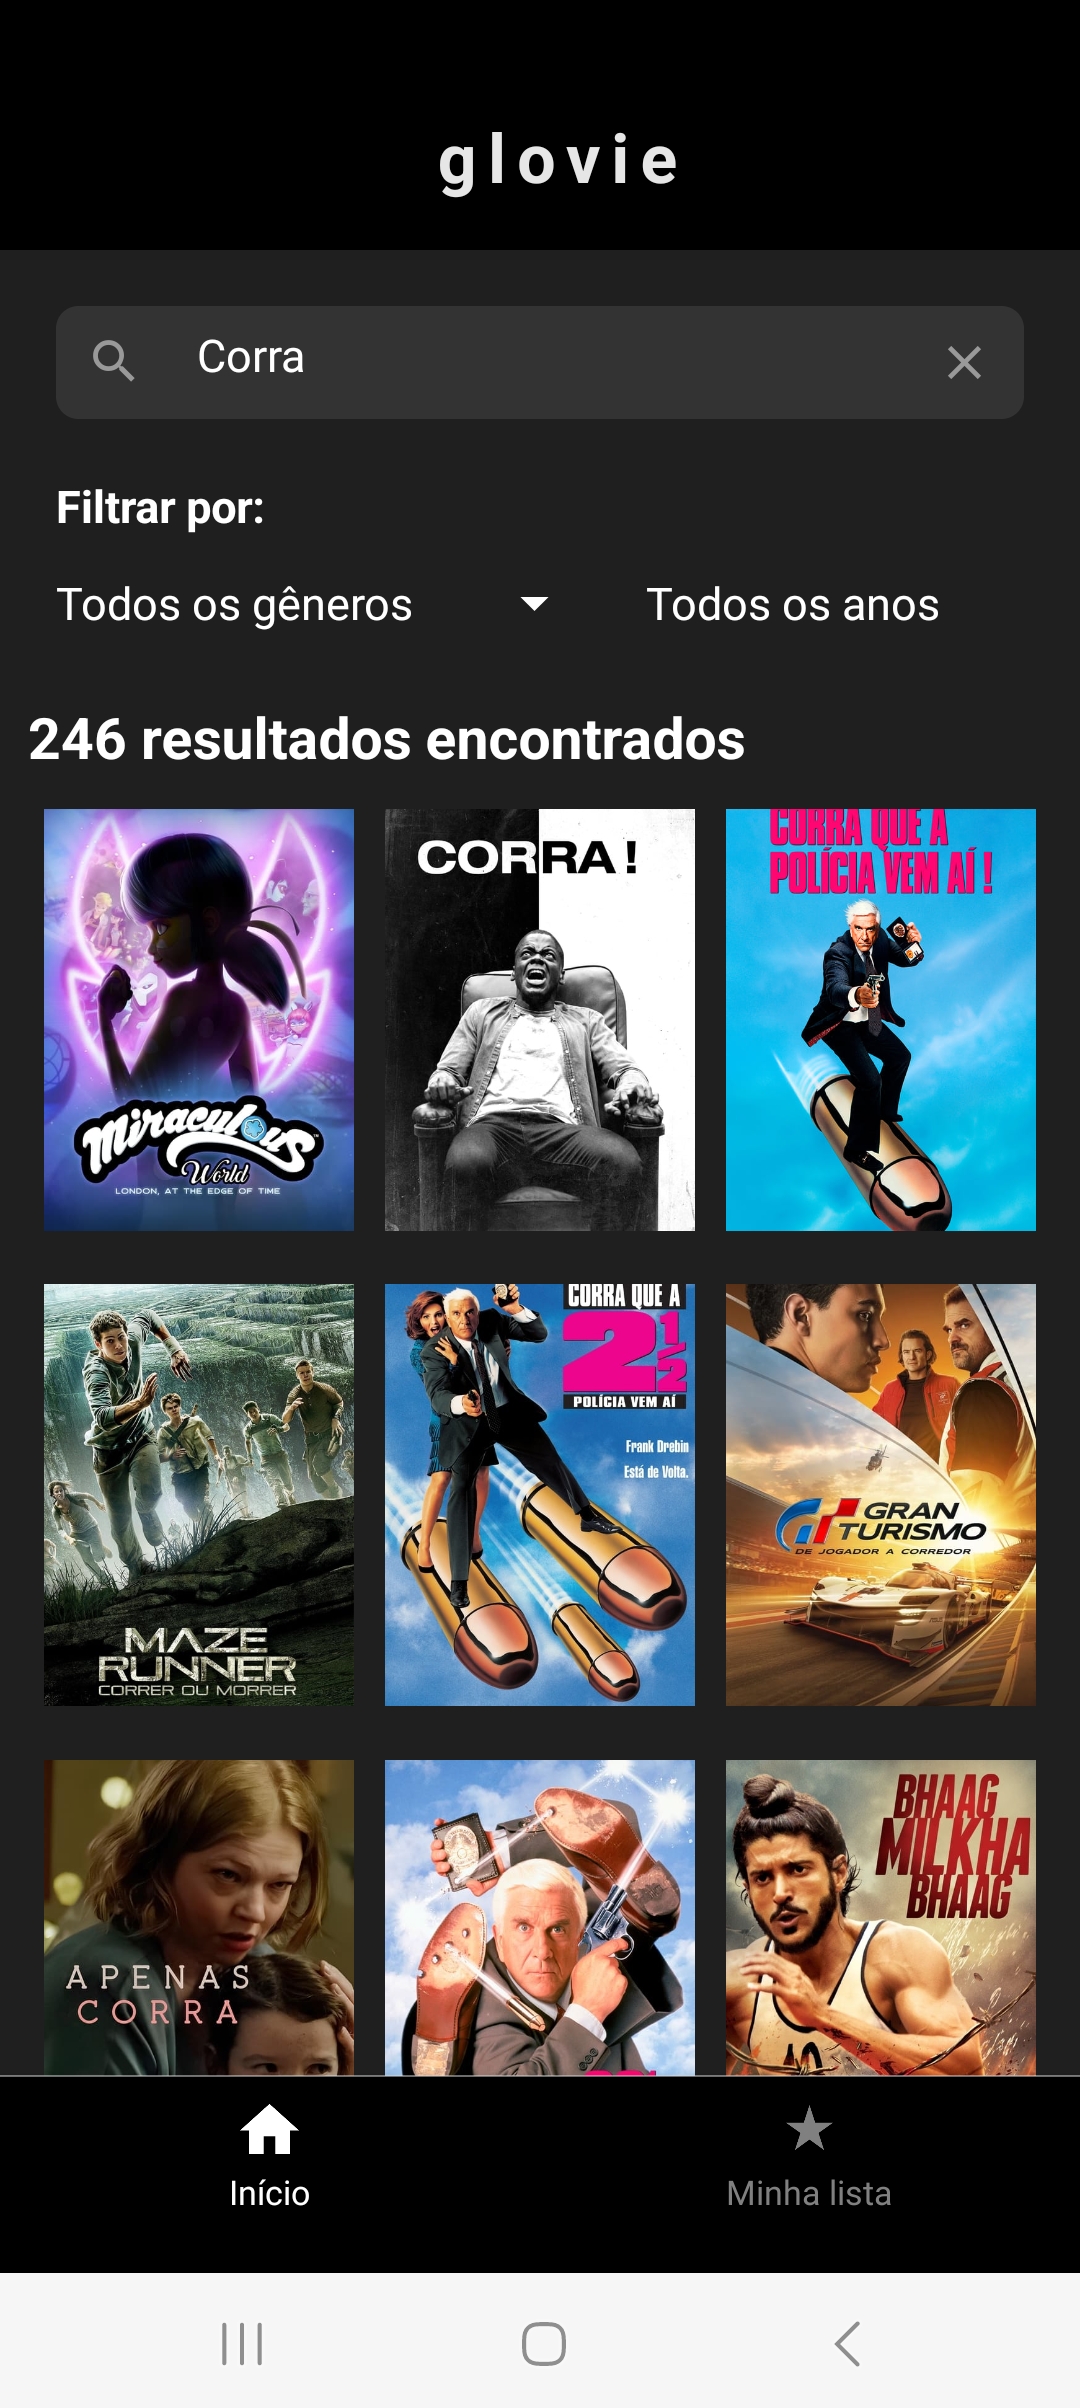 glovie
Corra
Filtrar por:
Todos os gêneros
Todos os anos
246 resultados encontrados
Miraculous
World
LONDON, AT THE EDGE OF TIME
CORRA!
CORRA QUE A
POLÍCIA VEM AÍ !
MAZE
RUNNER
CORRER OU MORRER
CORRA QUE A
2 1/2
POLÍCIA VEM AÍ
Frank Drebin
Está de Volta.
GRAN
TURISMO
DE JOGADOR A CORREDOR
APENAS
CORRA
BHAAG
MILKHA
BHAAG
Início
Minha lista